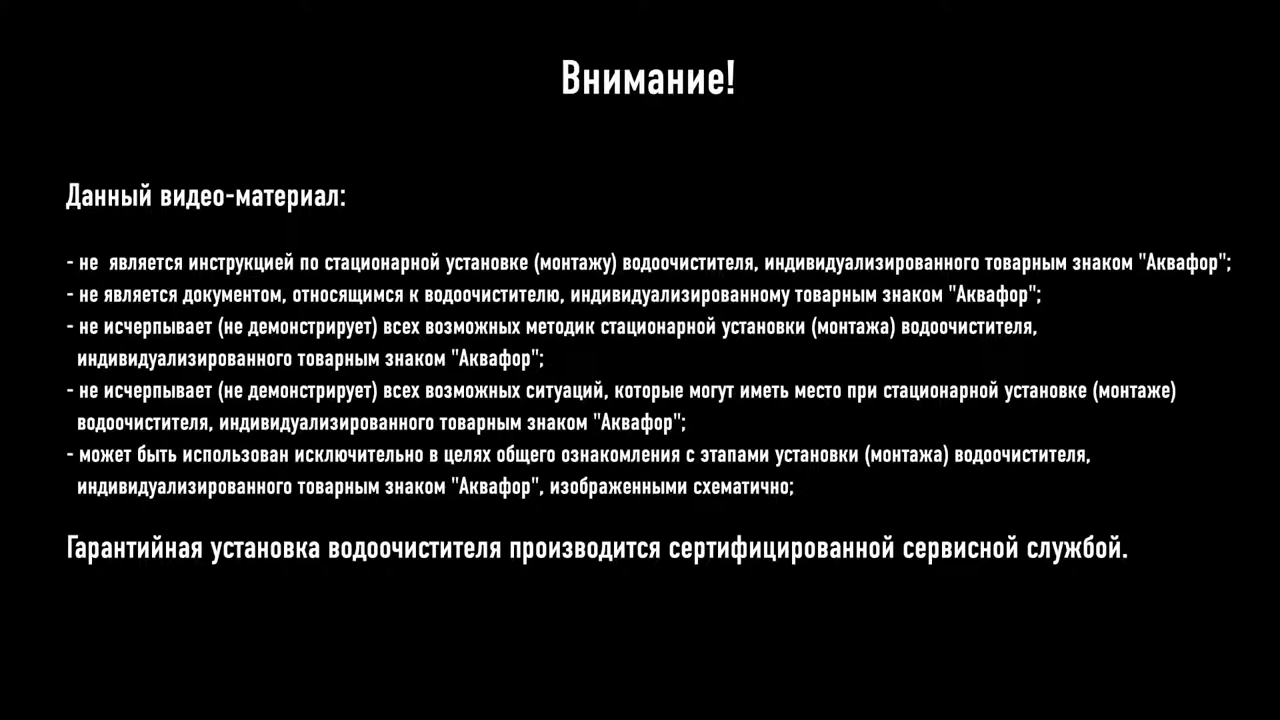 Внимание!
Данный видео-материал:
- не  является инструкцией по стационарной установке (монтажу) водоочистителя, индивидуализированного товарным знаком "Аквафор";
- не является документом, относящимся к водоочистителю, индивидуализированному товарным знаком "Аквафор";
- не исчерпывает (не демонстрирует) всех возможных методик стационарной установки (монтажа) водоочистителя,
индивидуализированного товарным знаком "Аквафор";
- не исчерпывает (не демонстрирует) всех возможных ситуаций, которые могут иметь место при стационарной установке (монтаже)
водоочистителя, индивидуализированного товарным знаком "Аквафор";
- может быть использован исключительно в целях общего ознакомления с этапами установки (монтажа) водоочистителя,
индивидуализированного товарным знаком "Аквафор", изображенными схематично;
Гарантийная установка водоочистителя производится сертифицированной сервисной службой.